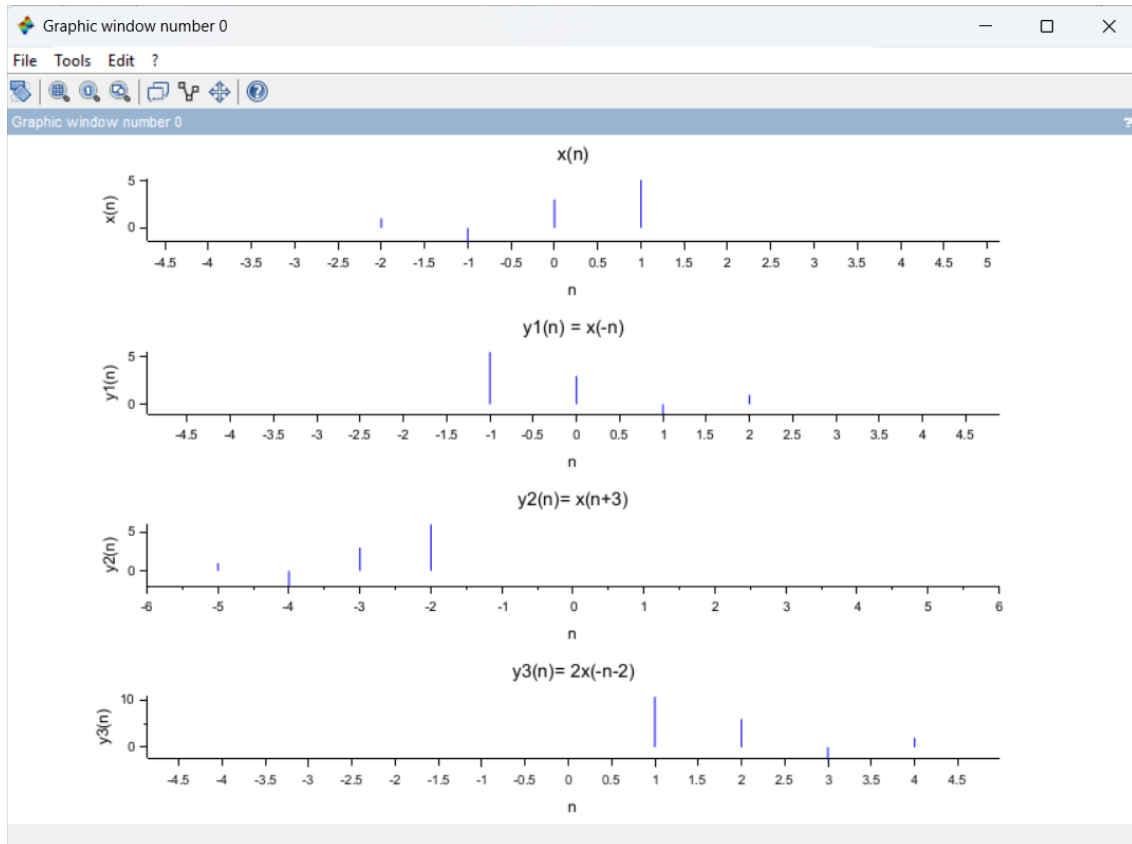 Graphic window number 0
File Tools Edit ?
Graphic window number 0 ?
x(n)
x(n)
5
0
-4.5 -4 -3.5 -3 -2.5 -2 -1.5 -1 -0.5 0 0.5 1 1.5 2 2.5 3 3.5 4 4.5 5
n
y1(n) = x(-n)
y1(n)
5
0
-4.5 -4 -3.5 -3 -2.5 -2 -1.5 -1 -0.5 0 0.5 1 1.5 2 2.5 3 3.5 4 4.5
n
y2(n)= x(n+3)
y2(n)
5
0
-6 -5 -4 -3 -2 -1 0 1 2 3 4 5 6
n
y3(n)= 2x(-n-2)
y3(n)
10
0
-4.5 -4 -3.5 -3 -2.5 -2 -1.5 -1 -0.5 0 0.5 1 1.5 2 2.5 3 3.5 4 4.5
n